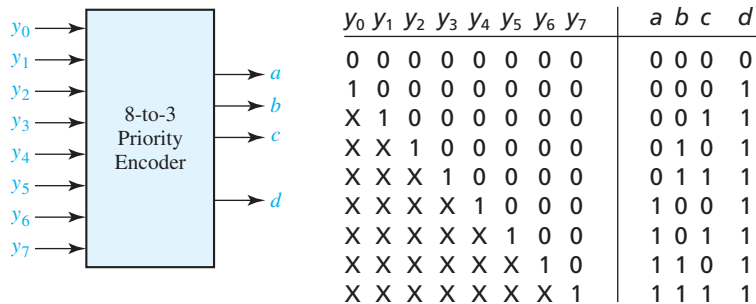 y0
y1
y2
y3
y4
y5
y6
y7
8-to-3
Priority
Encoder
a
b
c
d
y0 y1 y2 y3 y4 y5 y6 y7 a b c d
0 0 0 0 0 0 0 0 0 0 0 0
1 0 0 0 0 0 0 0 0 0 0 1
X 1 0 0 0 0 0 0 0 0 1 1
X X 1 0 0 0 0 0 0 1 0 1
X X X 1 0 0 0 0 0 1 1 1
X X X X 1 0 0 0 1 0 0 1
X X X X X 1 0 0 1 0 1 1
X X X X X X 1 0 1 1 0 1
X X X X X X X 1 1 1 1 1